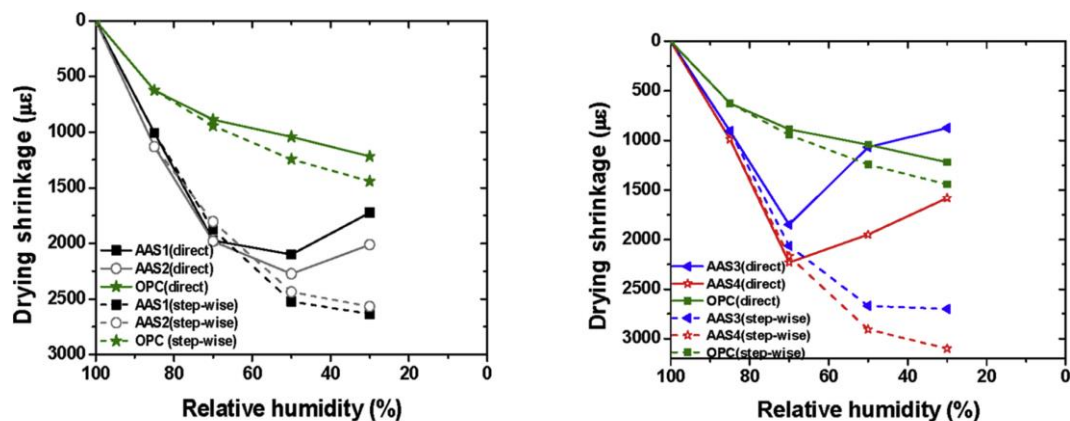 0
500
1000
1500
2000
2500
3000
Drying shrinkage (με)
AAS1(direct)
AAS2(direct)
OPC(direct)
AAS1(step-wise)
AAS2(step-wise)
OPC (step-wise)
100 80 60 40 20 0
Relative humidity (%)
0
500
1000
1500
2000
2500
3000
Drying shrinkage (με)
AAS3(direct)
AAS4(direct)
OPC(direct)
AAS3(step-wise)
AAS4(step-wise)
OPC(step-wise)
100 80 60 40 20 0
Relative humidity (%)